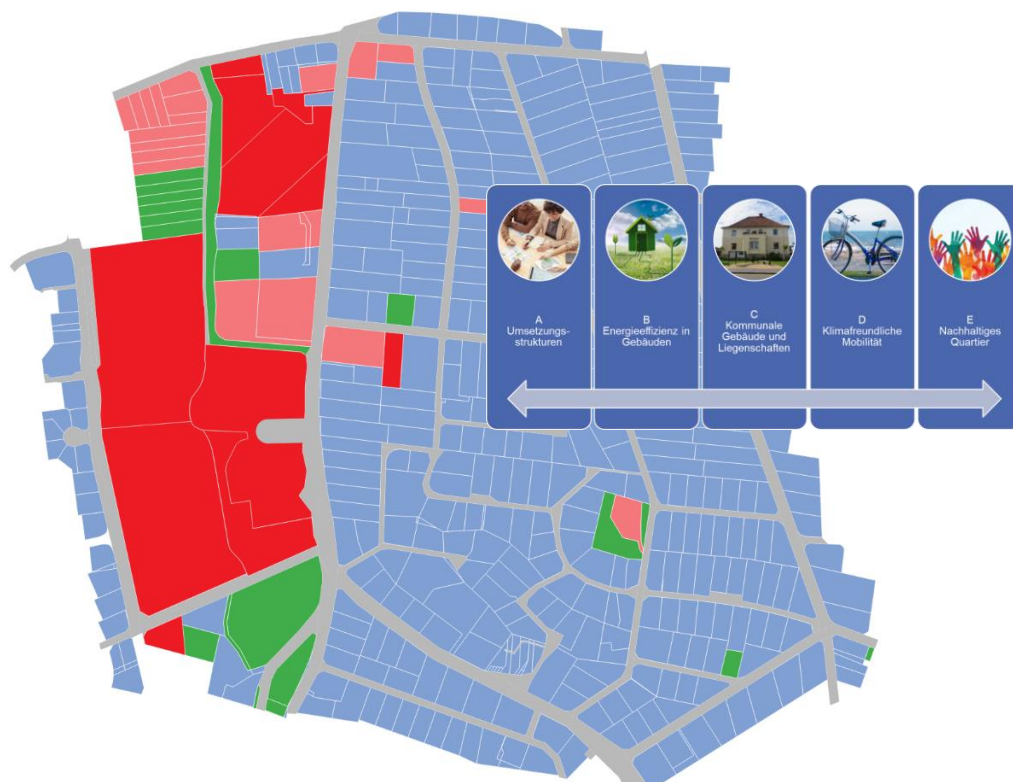 A
Umsetzungs-
strukturen
B
Energieeffizienz in
Gebäuden
C
Kommunale
Gebäude und
Liegenschaften
D
Klimafreundliche
Mobilität
E
Nachhaltiges
Quartier